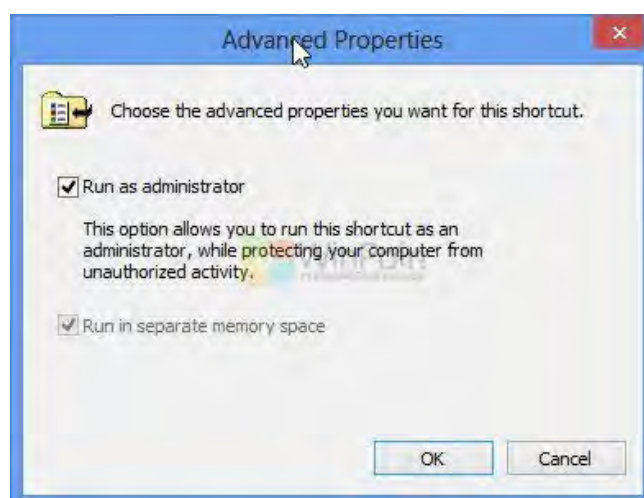 Advanced Properties
Choose the advanced properties you want for this shortcut.
Run as administrator
This option allows you to run this shortcut as an
administrator, while protecting your computer from
unauthorized activity.
Run in separate memory space
OK
Cancel